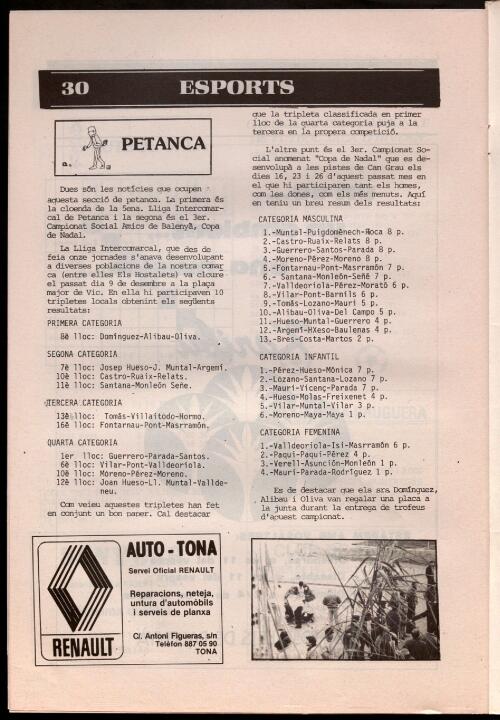 30 ESPORTS
PETANCA
Dues són les notícies que ocupen
aquesta secció de petanca. La primera és
la cloenda de la 5ena. Lliga Intercomar-
cal de Petanca i la segona és el 3er.
Campionat Social Amics de Balenyà, Copa
de Nadal.
La Lliga Intercomarcal, que des de
feia onze jornades s'anava desenvolupant
a diverses poblacions de la nostra comar
ca (entre elles Els Hostalets) va cloure
el passat dia 9 de desembre a la plaça
major de Vic. En ella hi participaven 10
tripletes locals obtenint els següents
resultats:
PRIMERA CATEGORIA
8è lloc: Domínguez-Alibau-Oliva.
SEGONA CATEGORIA
7è lloc: Josep Hueso-J. Muntal-Argemí.
10è lloc: Castro-Ruaix-Relats.
11è lloc: Santana-Monleón Señe.
TERCERA CATEGORIA
13è lloc: Tomàs-Villaltodo-Hormo.
16è lloc: Fontarnau-Pont-Masrramón.
QUARTA CATEGORIA
1er lloc: Guerrero-Parada-Santos.
6è lloc: Vilar-Pont-Valldeoriola.
10è lloc: Moreno-Pérez-Moreno.
12è lloc: Joan Hueso-Ll. Muntal-Vallde-
neu.
Com veieu aquestes tripletes han fet
en conjunt un bon paper. Cal destacar
que la tripleta classificada en primer
lloc de la quarta categoria puja a la
tercera en la propera competició.
L'altre punt és el 3er. Campionat So-
cial anomenat "Copa de Nadal" que es de-
senvolupà a les pistes de Can Grau els
dies 16, 23 i 26 d'aquest passat mes en
el que hi participaren tant els homes,
com les dones, com els més menuts. Aquí
en teniu un breu resum dels resultats:
CATEGORIA MASCULINA
1.-Muntal-Puigdomènech-Roca 8 p.
2.-Castro-Ruaix-Relats 8 p.
3.-Guerrero-Santos-Parada 8 p.
4.-Moreno-Pérez-Moreno 8 p.
5.-Fontarnau-Pont-Masrramón 7 p.
6.- Santana-Monleón-Señé 7 p.
7.-Valldeoriola-Pérez-Morató 6 p.
8.-Vilar-Pont-Barnils 6 p.
9.-Tomàs-Lozano-Mauri 5 p.
10.-Alibau-Oliva-Del Campo 5 p.
11.-Hueso-Muntal-Guerrero 4 p.
12.-Argemí-HXeso-Baulenas 4 p.
13.-Bres-Costa-Martos 2 p.
CATEGORIA INFANTIL
1.-Pérez-Hueso-Mònica 7 p.
2.-Lozano-Santana-Lozano 7 p.
3.-Mauri-Vicenç-Parada 7 p.
4.-Hueso-Molas-Freixenet 4 p.
5.-Vilar-Muntal-Vilar 3 p.
6.-Moreno-Maya-Maya 1 p.
CATEGORIA FEMENINA
1.-Valldeoriola-Isi-Masrramón 6 p.
2.-Paqui-Paqui-Pérez 4 p.
3.-Verell-Asunción-Monleón 1 p.
4.-Mauri-Parada-Rodríguez 1 p.
És de destacar que els srs Domínguez,
Alibau i Oliva van regalar una placa a
la junta durant la entrega de trofeus
d'aquest campionat.
AUTO-TONA
Servei Oficial RENAULT
Reparacions, neteja,
untura d'automòbils
i serveis de planxa
C/. Antoni Figueras, s/n
Telèfon 887 05 90
TONA
RENAULT